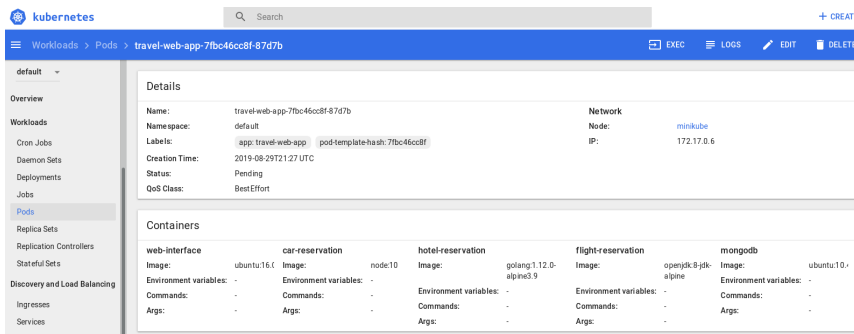 kubernetes
Search
+ CREAT
Workloads > Pods > travel-web-app-7fbc46cc8f-87d7b
EXEC
LOGS
EDIT
DELETE
default
Overview
Workloads
Cron Jobs
Daemon Sets
Deployments
Jobs
Pods
Replica Sets
Replication Controllers
Stateful Sets
Discovery and Load Balancing
Ingresses
Services
Details
Name: travel-web-app-7fbc46cc8f-87d7b
Namespace: default
Labels: app: travel-web-app pod-template-hash: 7fbc46cc8f
Creation Time: 2019-08-29T21:27 UTC
Status: Pending
QoS Class: BestEffort
Network
Node: minikube
IP: 172.17.0.6
Containers
web-interface
Image: ubuntu:16.0
Environment variables: -
Commands: -
Args: -
car-reservation
Image: node:10
Environment variables: -
Commands: -
Args: -
hotel-reservation
Image: golang:1.12.0-
alpine3.9
Environment variables: -
Commands: -
Args: -
flight-reservation
Image: openjdk:8-jdk-
alpine
Environment variables: -
Commands: -
Args: -
mongodb
Image: ubuntu:10.
Environment variables: -
Commands: -
Args: -